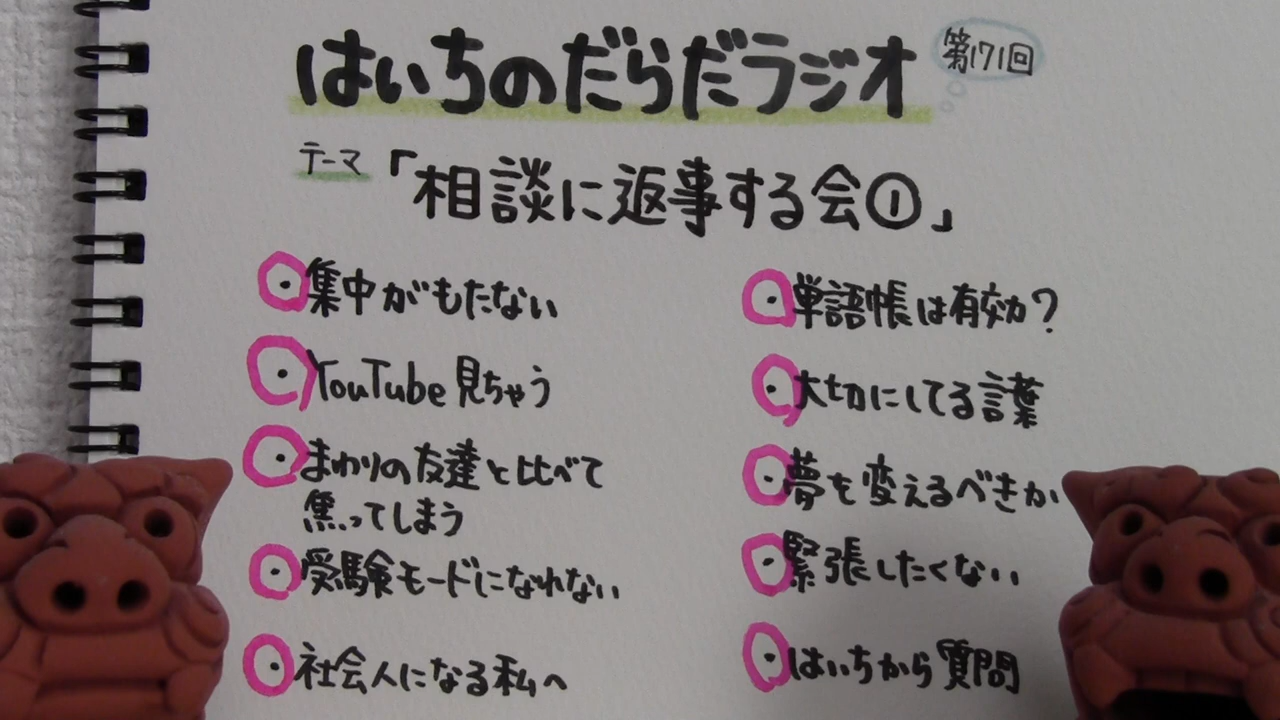 はいちのだらだラジオ
第171回
テーマ「相談に返事する会①」
・集中がもたない
・YouTube見ちゃう
・まわりの友達と比べて
焦ってしまう
・受験モードになれない
・社会人になる私へ
・単語帳は有効?
・大切にしてる言葉
・夢を変えるべきか
・緊張したくない
・はいちから質問